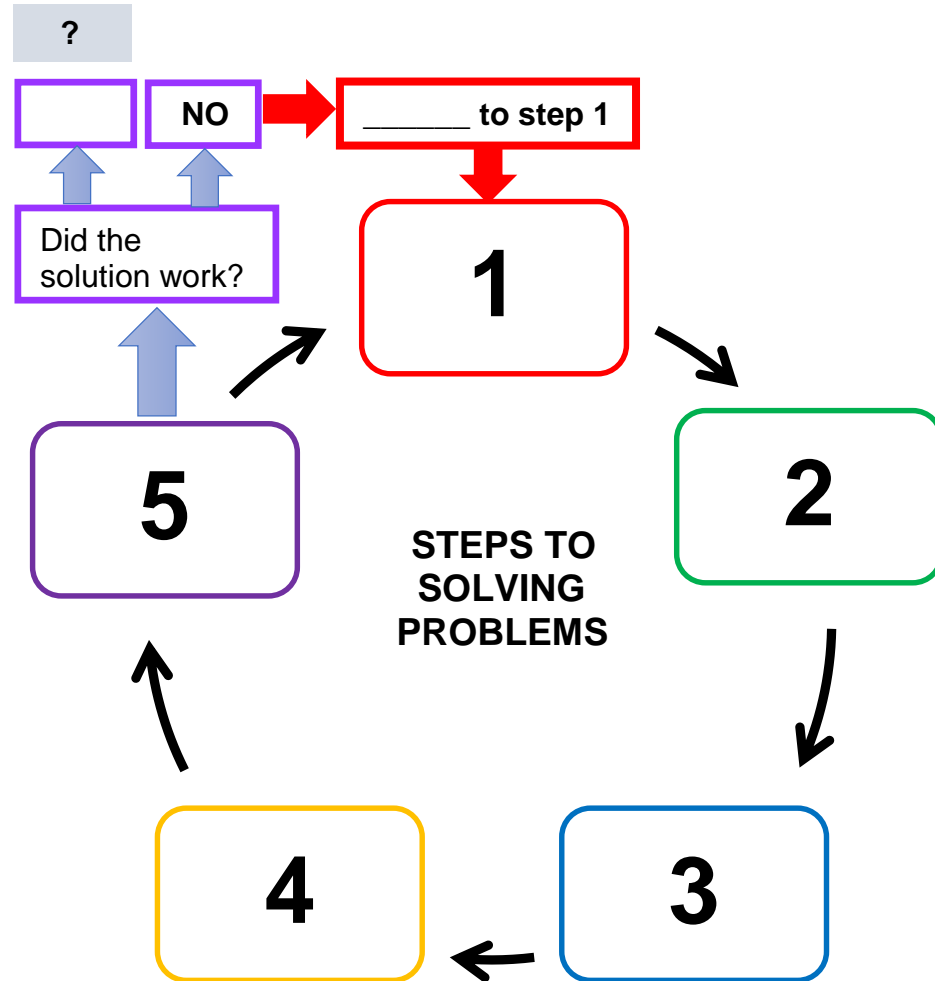 ?
NO
______ to step 1
Did the
solution work?
1
2
5
STEPS TO
SOLVING
PROBLEMS
4
3